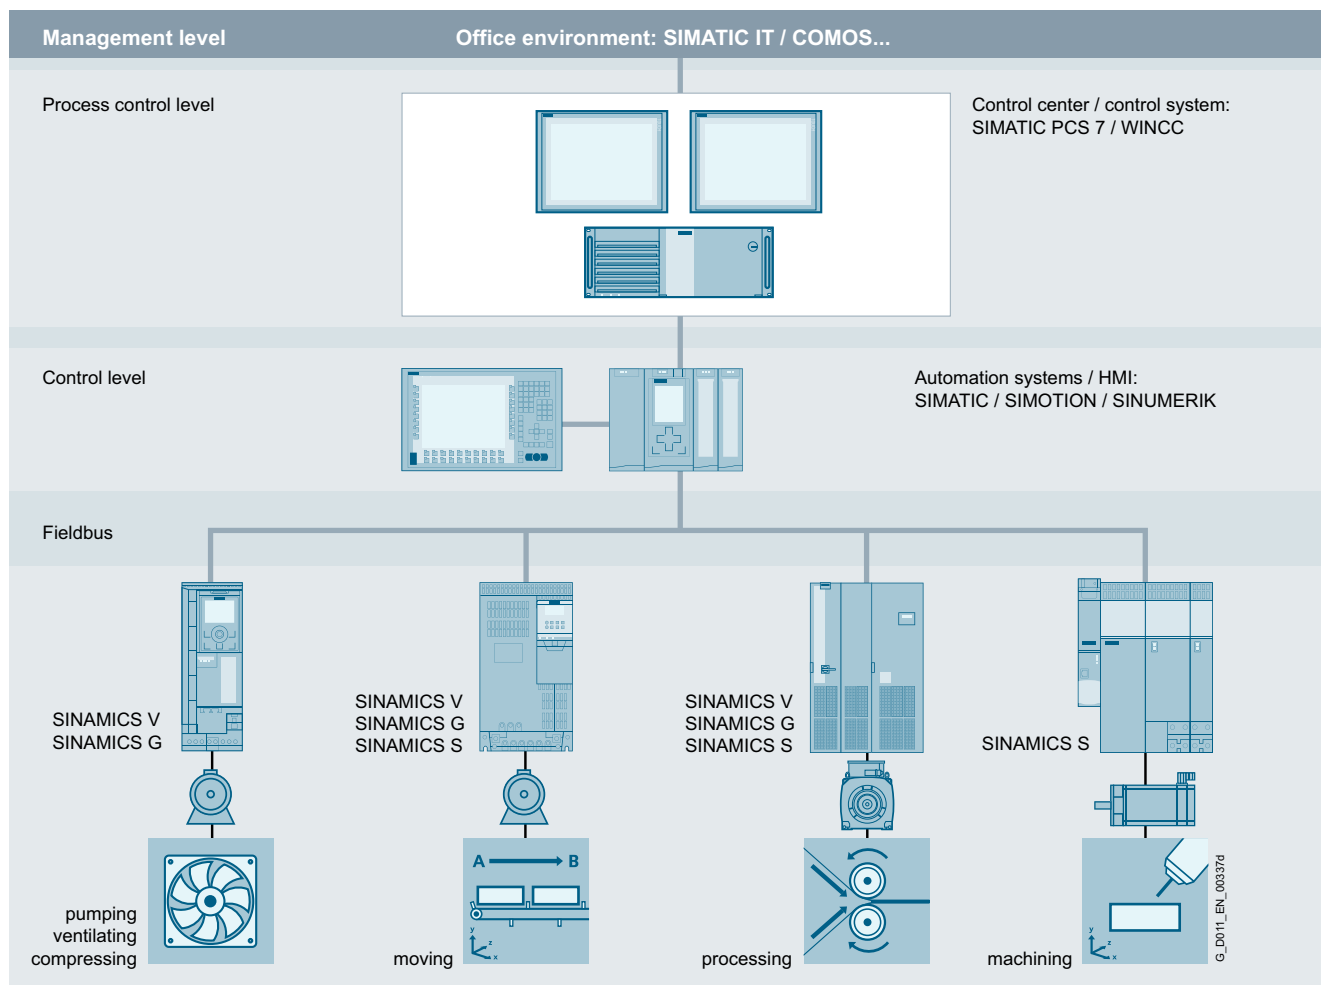 Management level
Office environment: SIMATIC IT / COMOS...
Process control level
Control center / control system:
SIMATIC PCS 7 / WINCC
Control level
Automation systems / HMI:
SIMATIC / SIMOTION / SINUMERIK
Fieldbus
SINAMICS V
SINAMICS G
SINAMICS V
SINAMICS G
SINAMICS S
SINAMICS V
SINAMICS G
SINAMICS S
SINAMICS S
pumping
ventilating
compressing
A B
y
z
x
moving
processing
y
z
x
machining
G_D011_EN_00337d